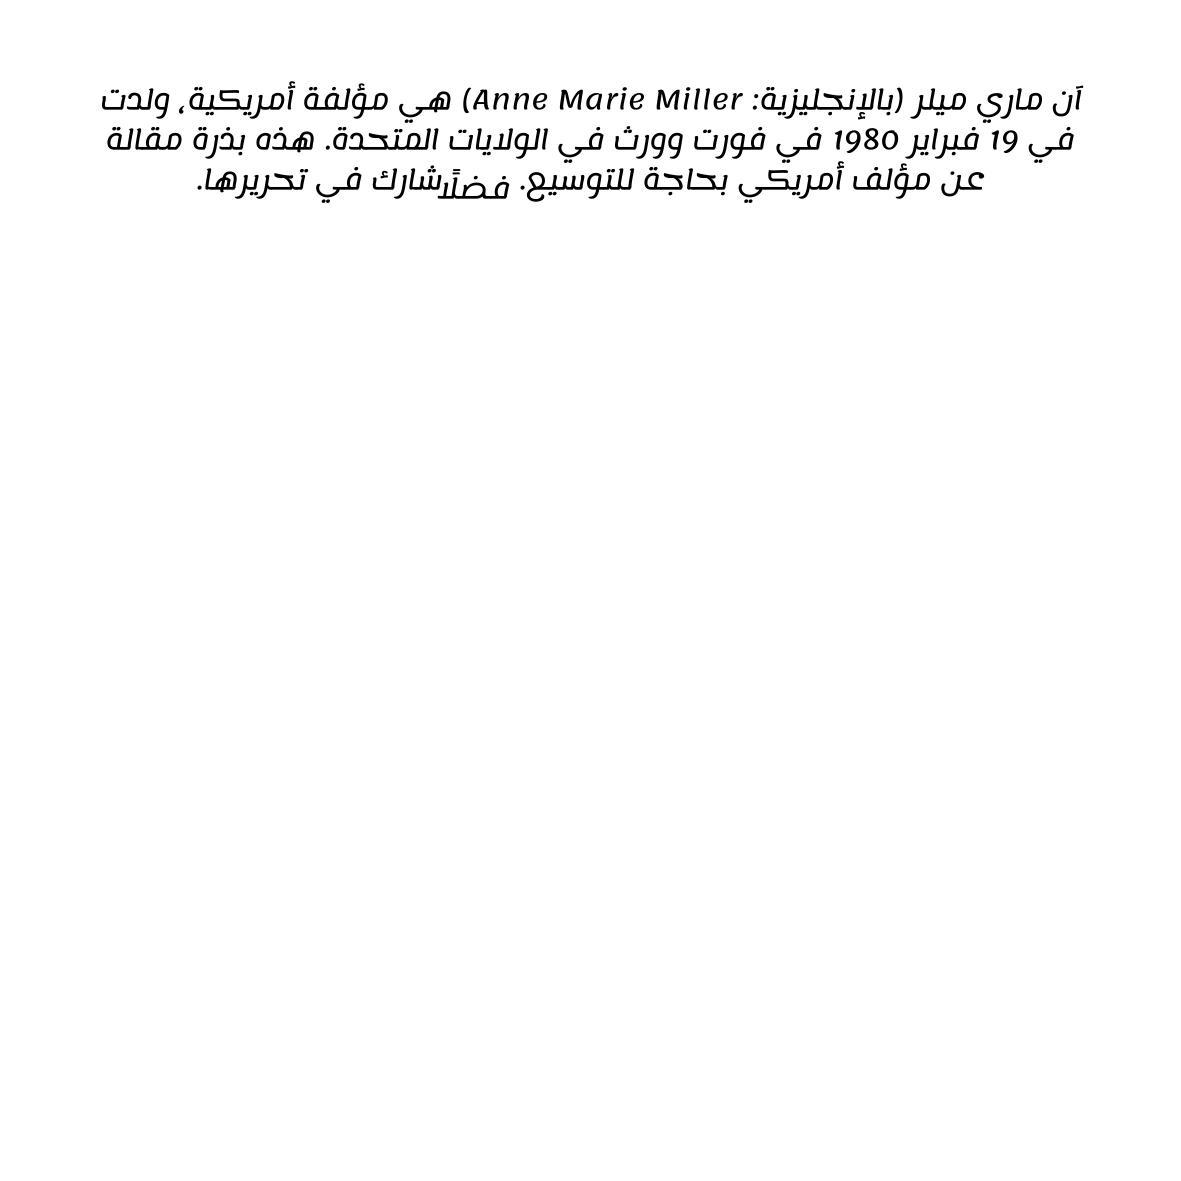 آن ماري ميلر (بالإنجليزية: Anne Marie Miller) هي مؤلفة أمريكية، ولدت
في 19 فبراير 1980 في فورت وورث في الولايات المتحدة. هذه بذرة مقالة
عن مؤلف أمريكي بحاجة للتوسيع. فضلًا شارك في تحريرها.